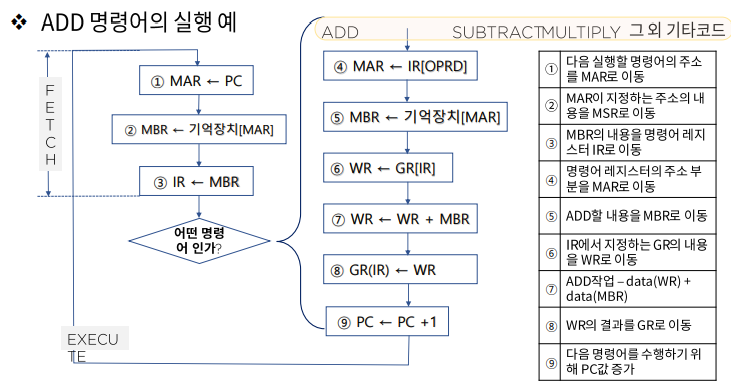 ❖ ADD 명령어의 실행 예
FETCH
① MAR ← PC
② MBR ← 기억장치[MAR]
③ IR ← MBR
어떤 명령
어 인가?
EXECU
TE
ADD SUBTRACT MULTIPLY 그 외 기타코드
④ MAR ← IR[OPRD]
⑤ MBR ← 기억장치[MAR]
⑥ WR ← GR[IR]
⑦ WR ← WR + MBR
⑧ GR(IR) ← WR
⑨ PC ← PC +1
① 다음 실행할 명령어의 주소
를 MAR로 이동
② MAR이 지정하는 주소의 내
용을 MSR로 이동
③ MBR의 내용을 명령어 레지
스터 IR로 이동
④ 명령어 레지스터의 주소 부
분을 MAR로 이동
⑤ ADD할 내용을 MBR로 이동
⑥ IR에서 지정하는 GR의 내용
을 WR로 이동
⑦ ADD작업 – data(WR) +
data(MBR)
⑧ WR의 결과를 GR로 이동
⑨ 다음 명령어를 수행하기 위
해 PC값 증가